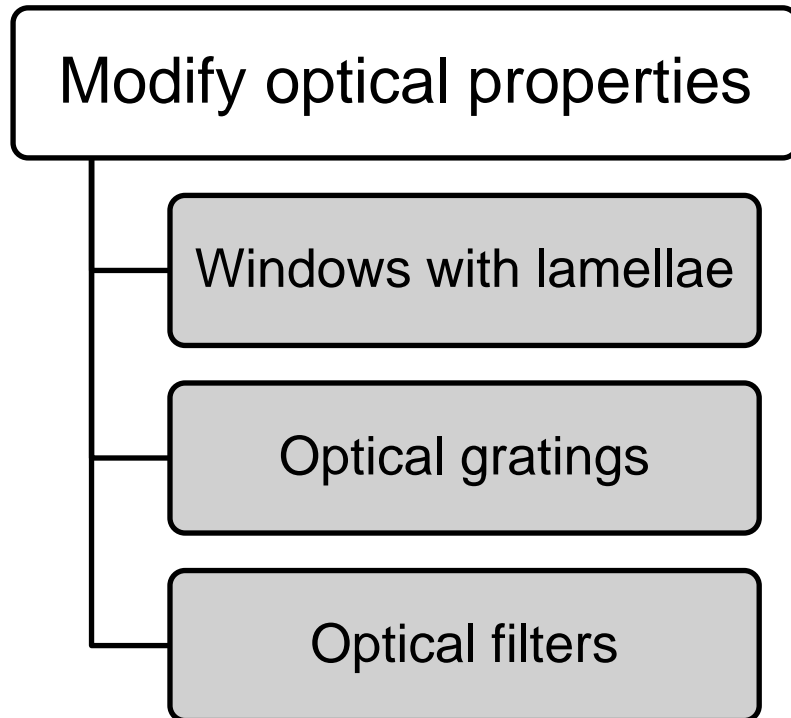 Modify optical properties
Windows with lamellae
Optical gratings
Optical filters